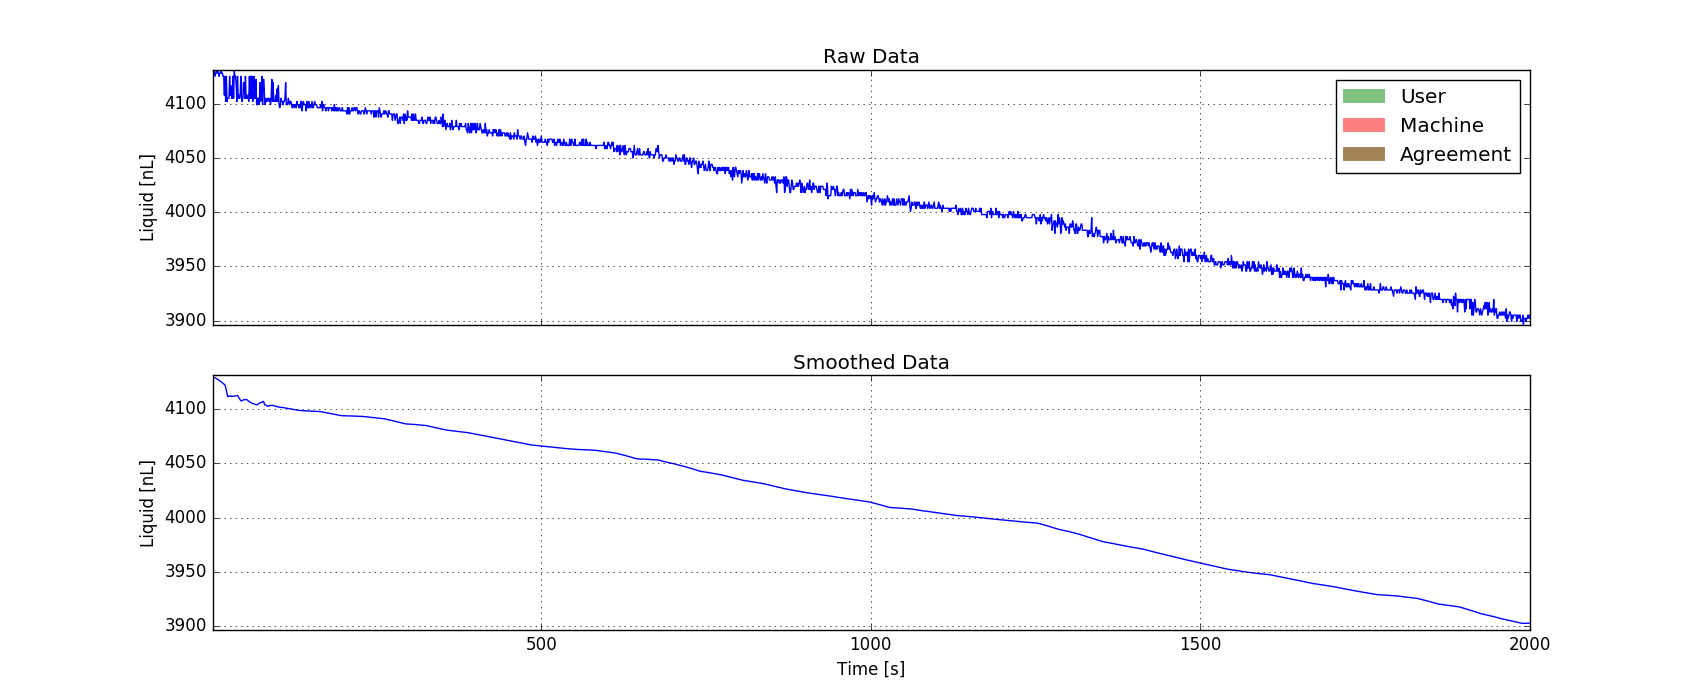 Raw Data
4100
4050
4000
3950
3900
Liquid [nL]
User
Machine
Agreement
Smoothed Data
4100
4050
4000
3950
3900
Liquid [nL]
500
1000
1500
2000
Time [s]